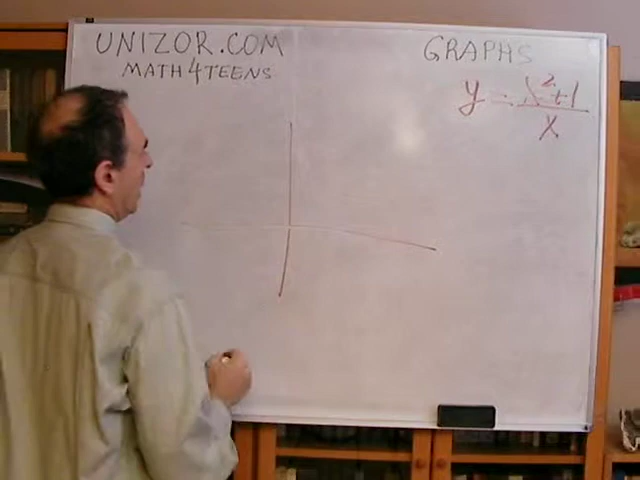 UNIZOR.COM
MATH4TEENS
GRAPHS
y = x²+1
x